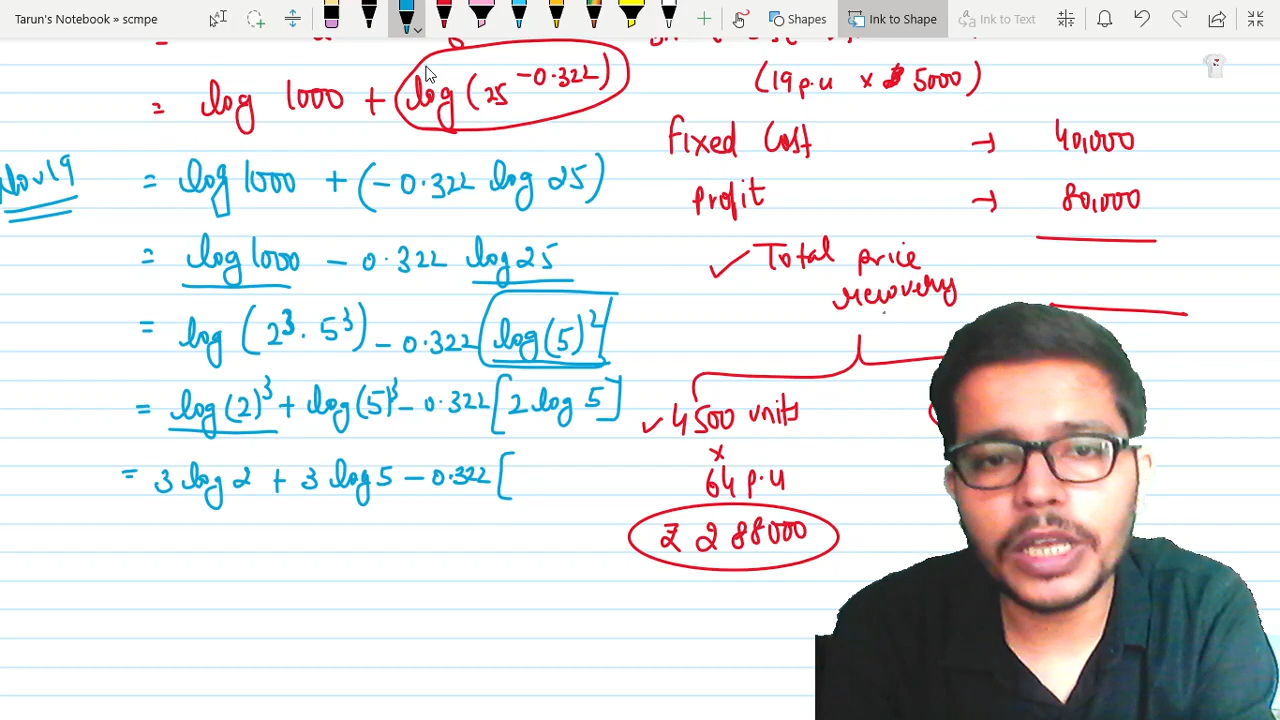 Tarun's Notebook » scmpe
Shapes
Ink to Shape
Ink to Text
= log 1000 + log (25 -0.322)
Nov 19
= log 1000 + (-0.322 log 25)
= log 1000 - 0.322 log 25
= log (2³. 5³) - 0.322 log (5)²
= log (2)³ + log (5)³ - 0.322 [2 log 5]
= 3 log 2 + 3 log 5 - 0.322 [
(19 p.u x 5000)
fixed Cost → 40,000
profit → 80,000
✓ Total price
recovery
✓ 4500 units
x
64 p.u
₹ 2 88000